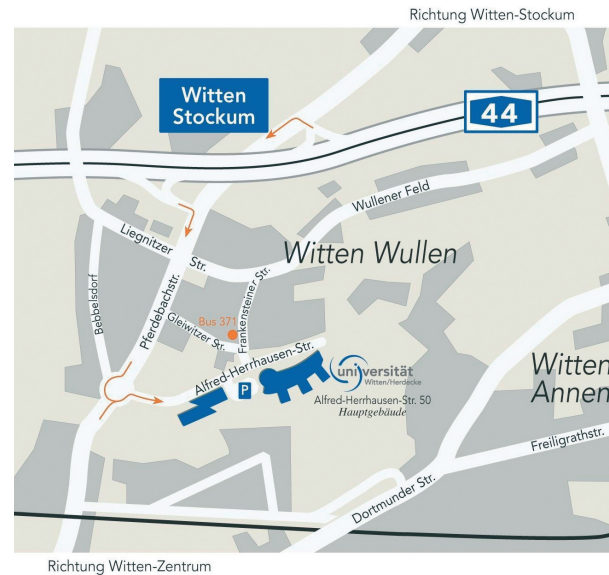 Richtung Witten-Stockum
Witten
Stockum
44
Wullener Feld
Liegnitzer Str.
Witten Wullen
Bebbelsdorf
Pferdebachstr.
Bus 371
Gleiwitzer Str.
Frankensteiner Str.
Alfred-Herrhausen-Str.
P
universität
Witten/Herdecke
Alfred-Herrhausen-Str. 50
Hauptgebäude
Witten
Annen
Freiligrathstr.
Dortmunder Str.
Richtung Witten-Zentrum